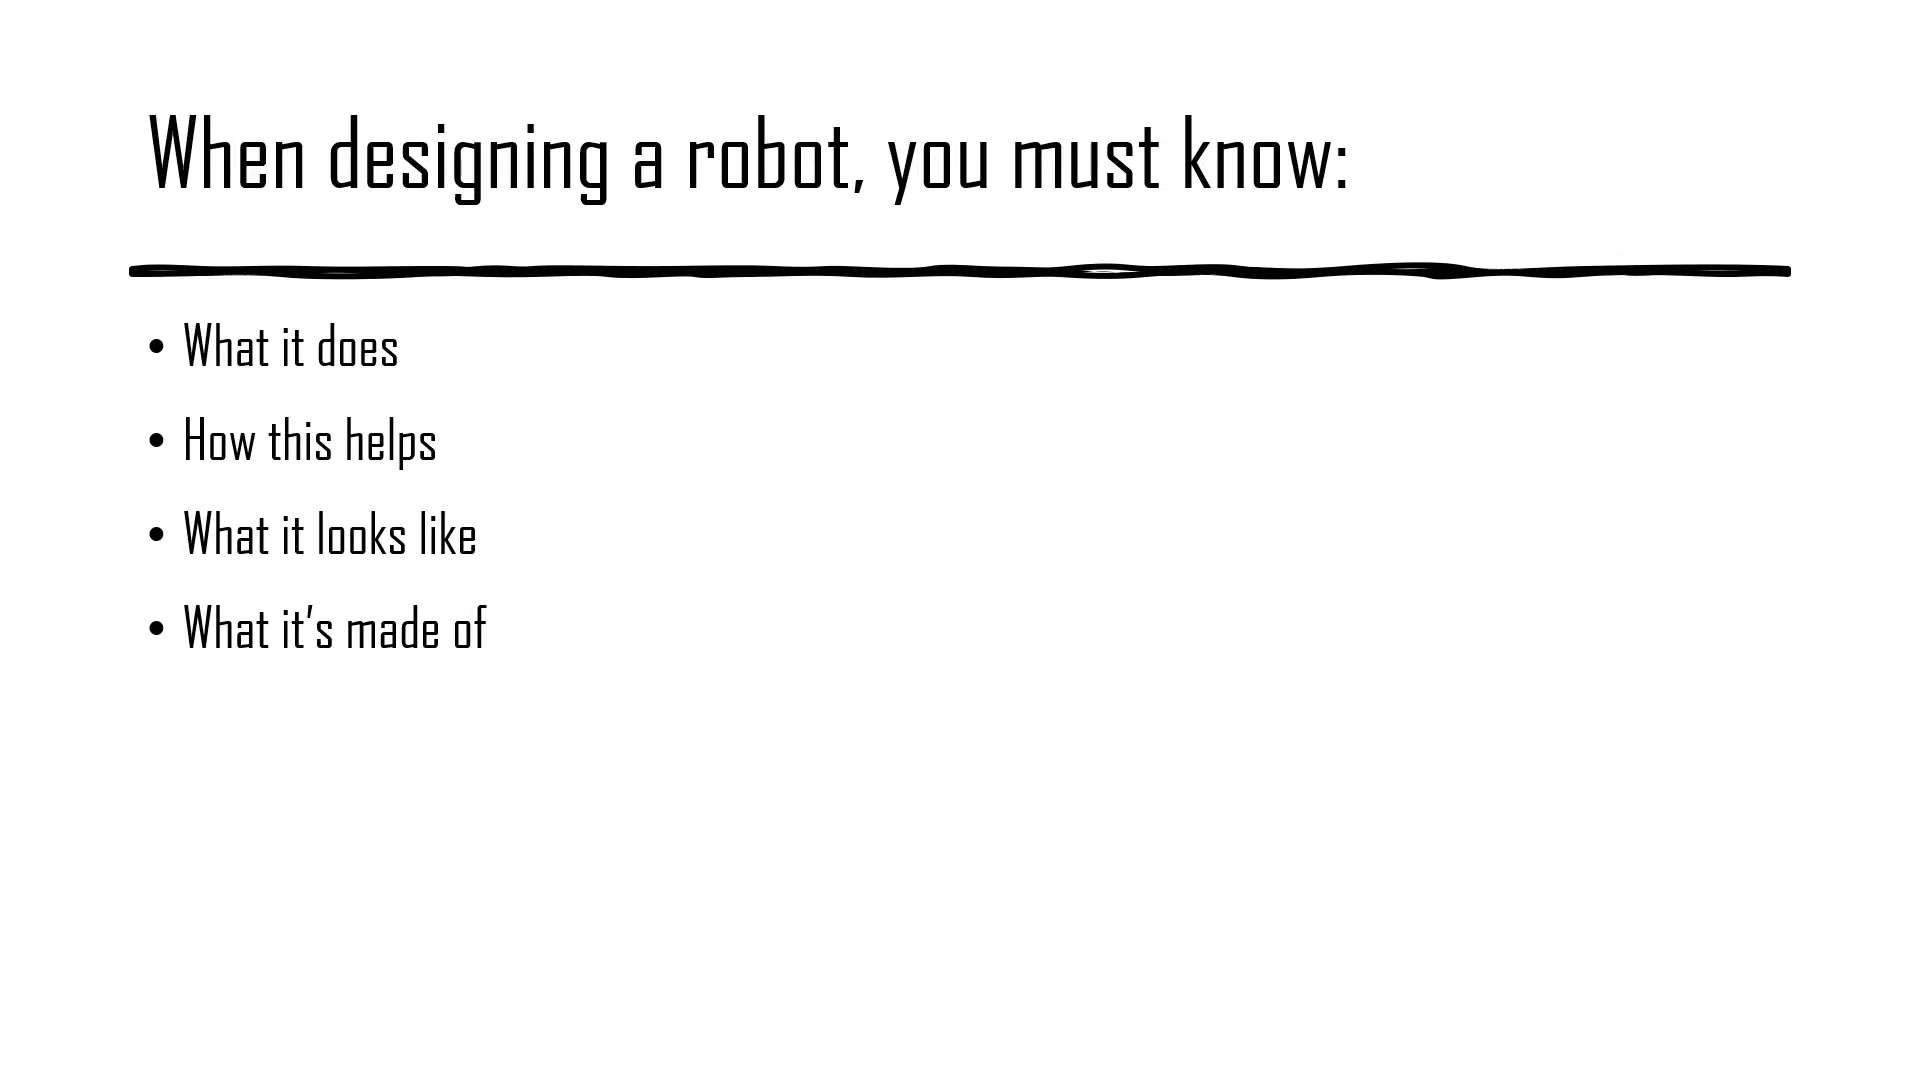 When designing a robot, you must know:
• What it does
• How this helps
• What it looks like
• What it’s made of